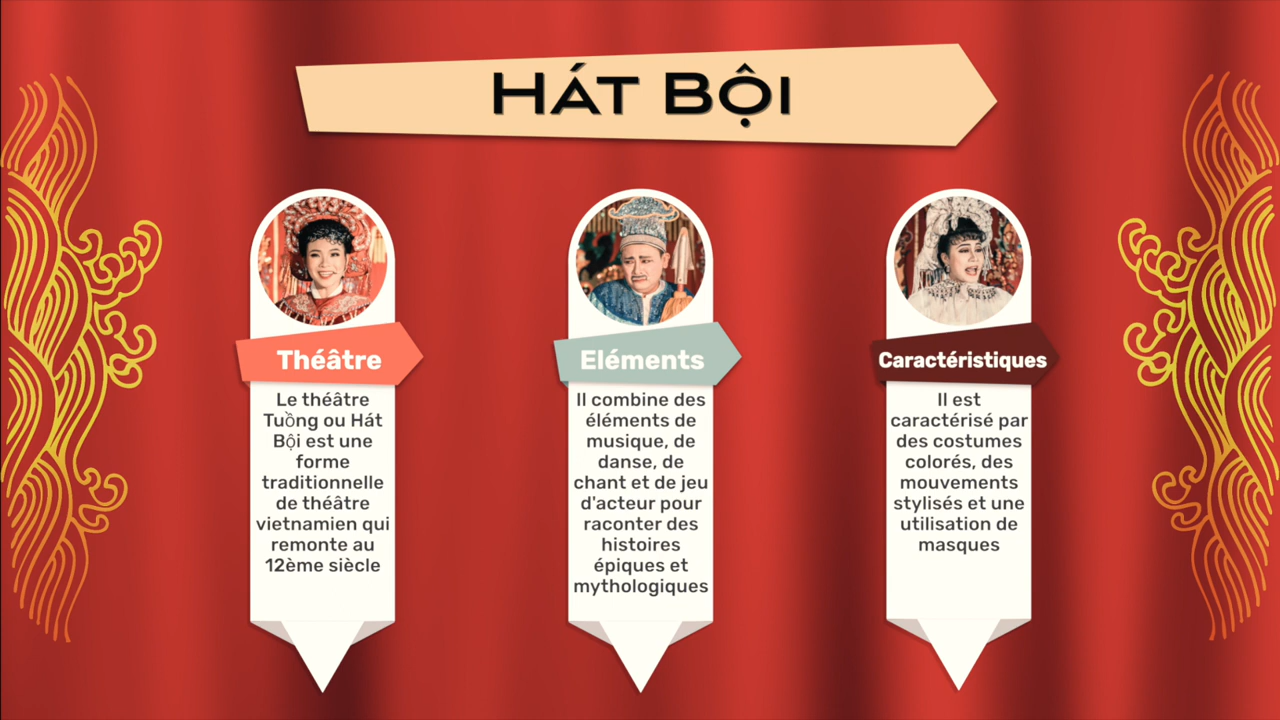 HÁT BỘI
Théâtre
Le théâtre
Tuồng ou Hát
Bội est une
forme
traditionnelle
de théâtre
vietnamien qui
remonte au
12ème siècle
Eléments
Il combine des
éléments de
musique, de
danse, de
chant et de jeu
d'acteur pour
raconter des
histoires
épiques et
mythologiques
Caractéristiques
Il est
caractérisé par
des costumes
colorés, des
mouvements
stylisés et une
utilisation de
masques